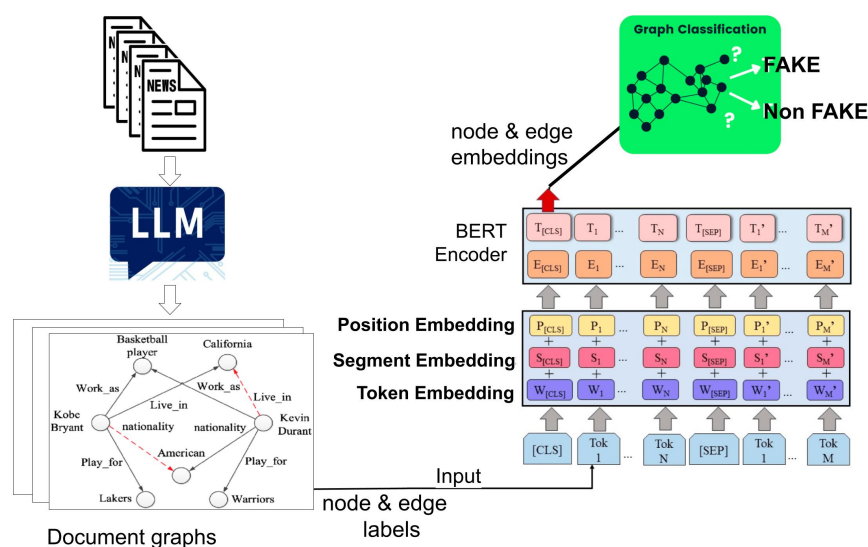 NEWS
LLM
Basketball
player
California
Work_as
Work_as
Live_in
Live_in
Kobe
Bryant
nationality
nationality
Kevin
Durant
American
Play_for
Play_for
Lakers
Warriors
Document graphs
Input
node & edge
labels
Graph Classification
?
FAKE
Non FAKE
?
node & edge
embeddings
BERT
Encoder
T[CLS] T1 ... TN T[SEP] T1' ... TM'
E[CLS] E1 ... EN E[SEP] E1' ... EM'
Position Embedding P[CLS] P1 ... PN P[SEP] P1' ... PM'
+ + + + + +
Segment Embedding S[CLS] S1 ... SN S[SEP] S1' ... SM'
+ + + + + +
Token Embedding W[CLS] W1 ... WN W[SEP] W1' ... WM'
[CLS] Tok 1 ... Tok N [SEP] Tok 1 ... Tok M